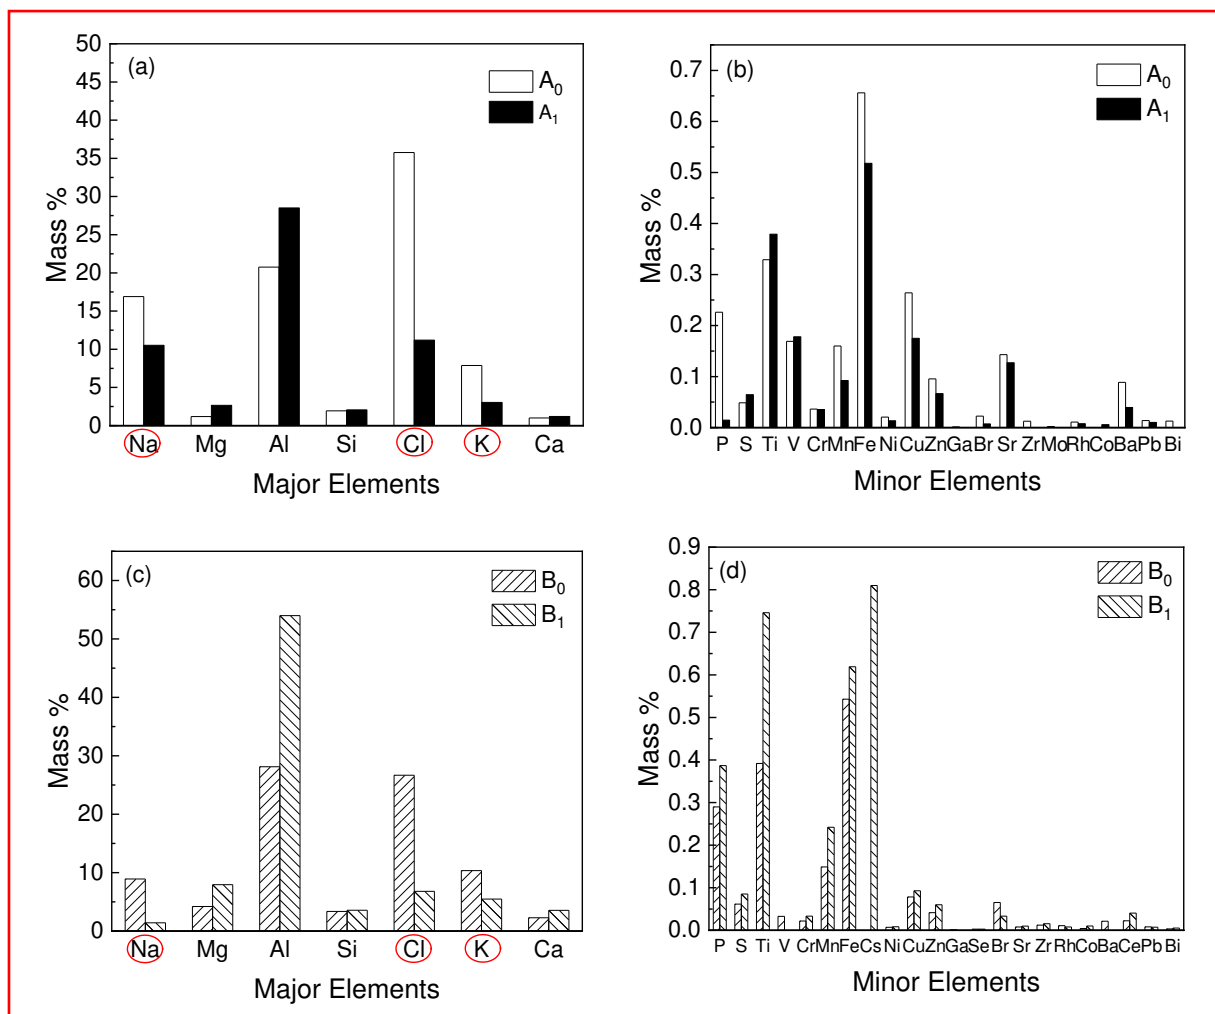 (a)
A0
A1
50
45
40
35
30
25
20
15
10
5
0
Mass %
Na Mg Al Si Cl K Ca
Major Elements
(b)
A0
A1
0.7
0.6
0.5
0.4
0.3
0.2
0.1
0.0
Mass %
P S Ti V Cr Mn Fe Ni Cu Zn Ga Br Sr Zr Mo Rh Co Ba Pb Bi
Minor Elements
(c)
B0
B1
60
50
40
30
20
10
0
Mass %
Na Mg Al Si Cl K Ca
Major Elements
(d)
B0
B1
0.9
0.8
0.7
0.6
0.5
0.4
0.3
0.2
0.1
0.0
Mass %
P S Ti V Cr Mn Fe Cs Ni Cu Zn Ga Se Br Sr Zr Rh Co Ba Ce Pb Bi
Minor Elements